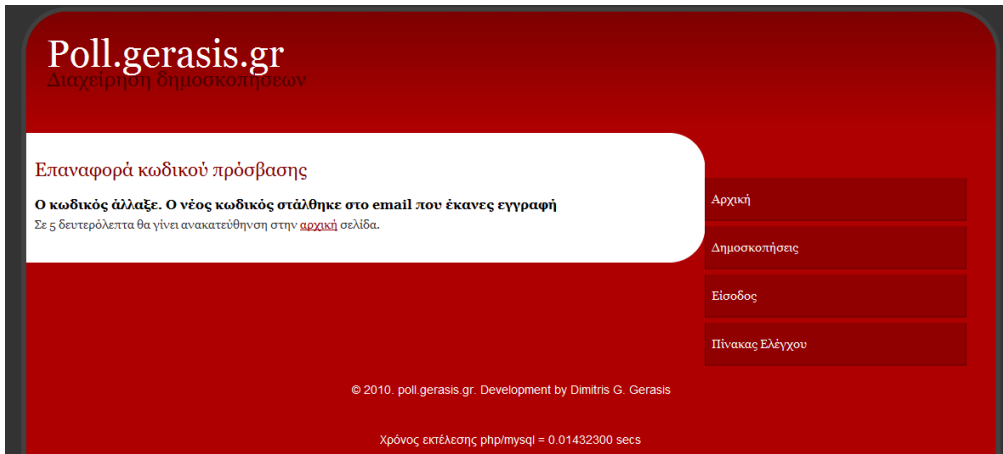 Poll.gerasis.gr
Διαχείρηση δημοσκοπήσεων
Επαναφορά κωδικού πρόσβασης
Ο κωδικός άλλαξε. Ο νέος κωδικός στάλθηκε στο email που έκανες εγγραφή
Σε 5 δευτερόλεπτα θα γίνει ανακατεύθηνση στην αρχική σελίδα.
Αρχική
Δημοσκοπήσεις
Είσοδος
Πίνακας Ελέγχου
© 2010. poll.gerasis.gr. Development by Dimitris G. Gerasis
Χρόνος εκτέλεσης php/mysql = 0.01432300 secs